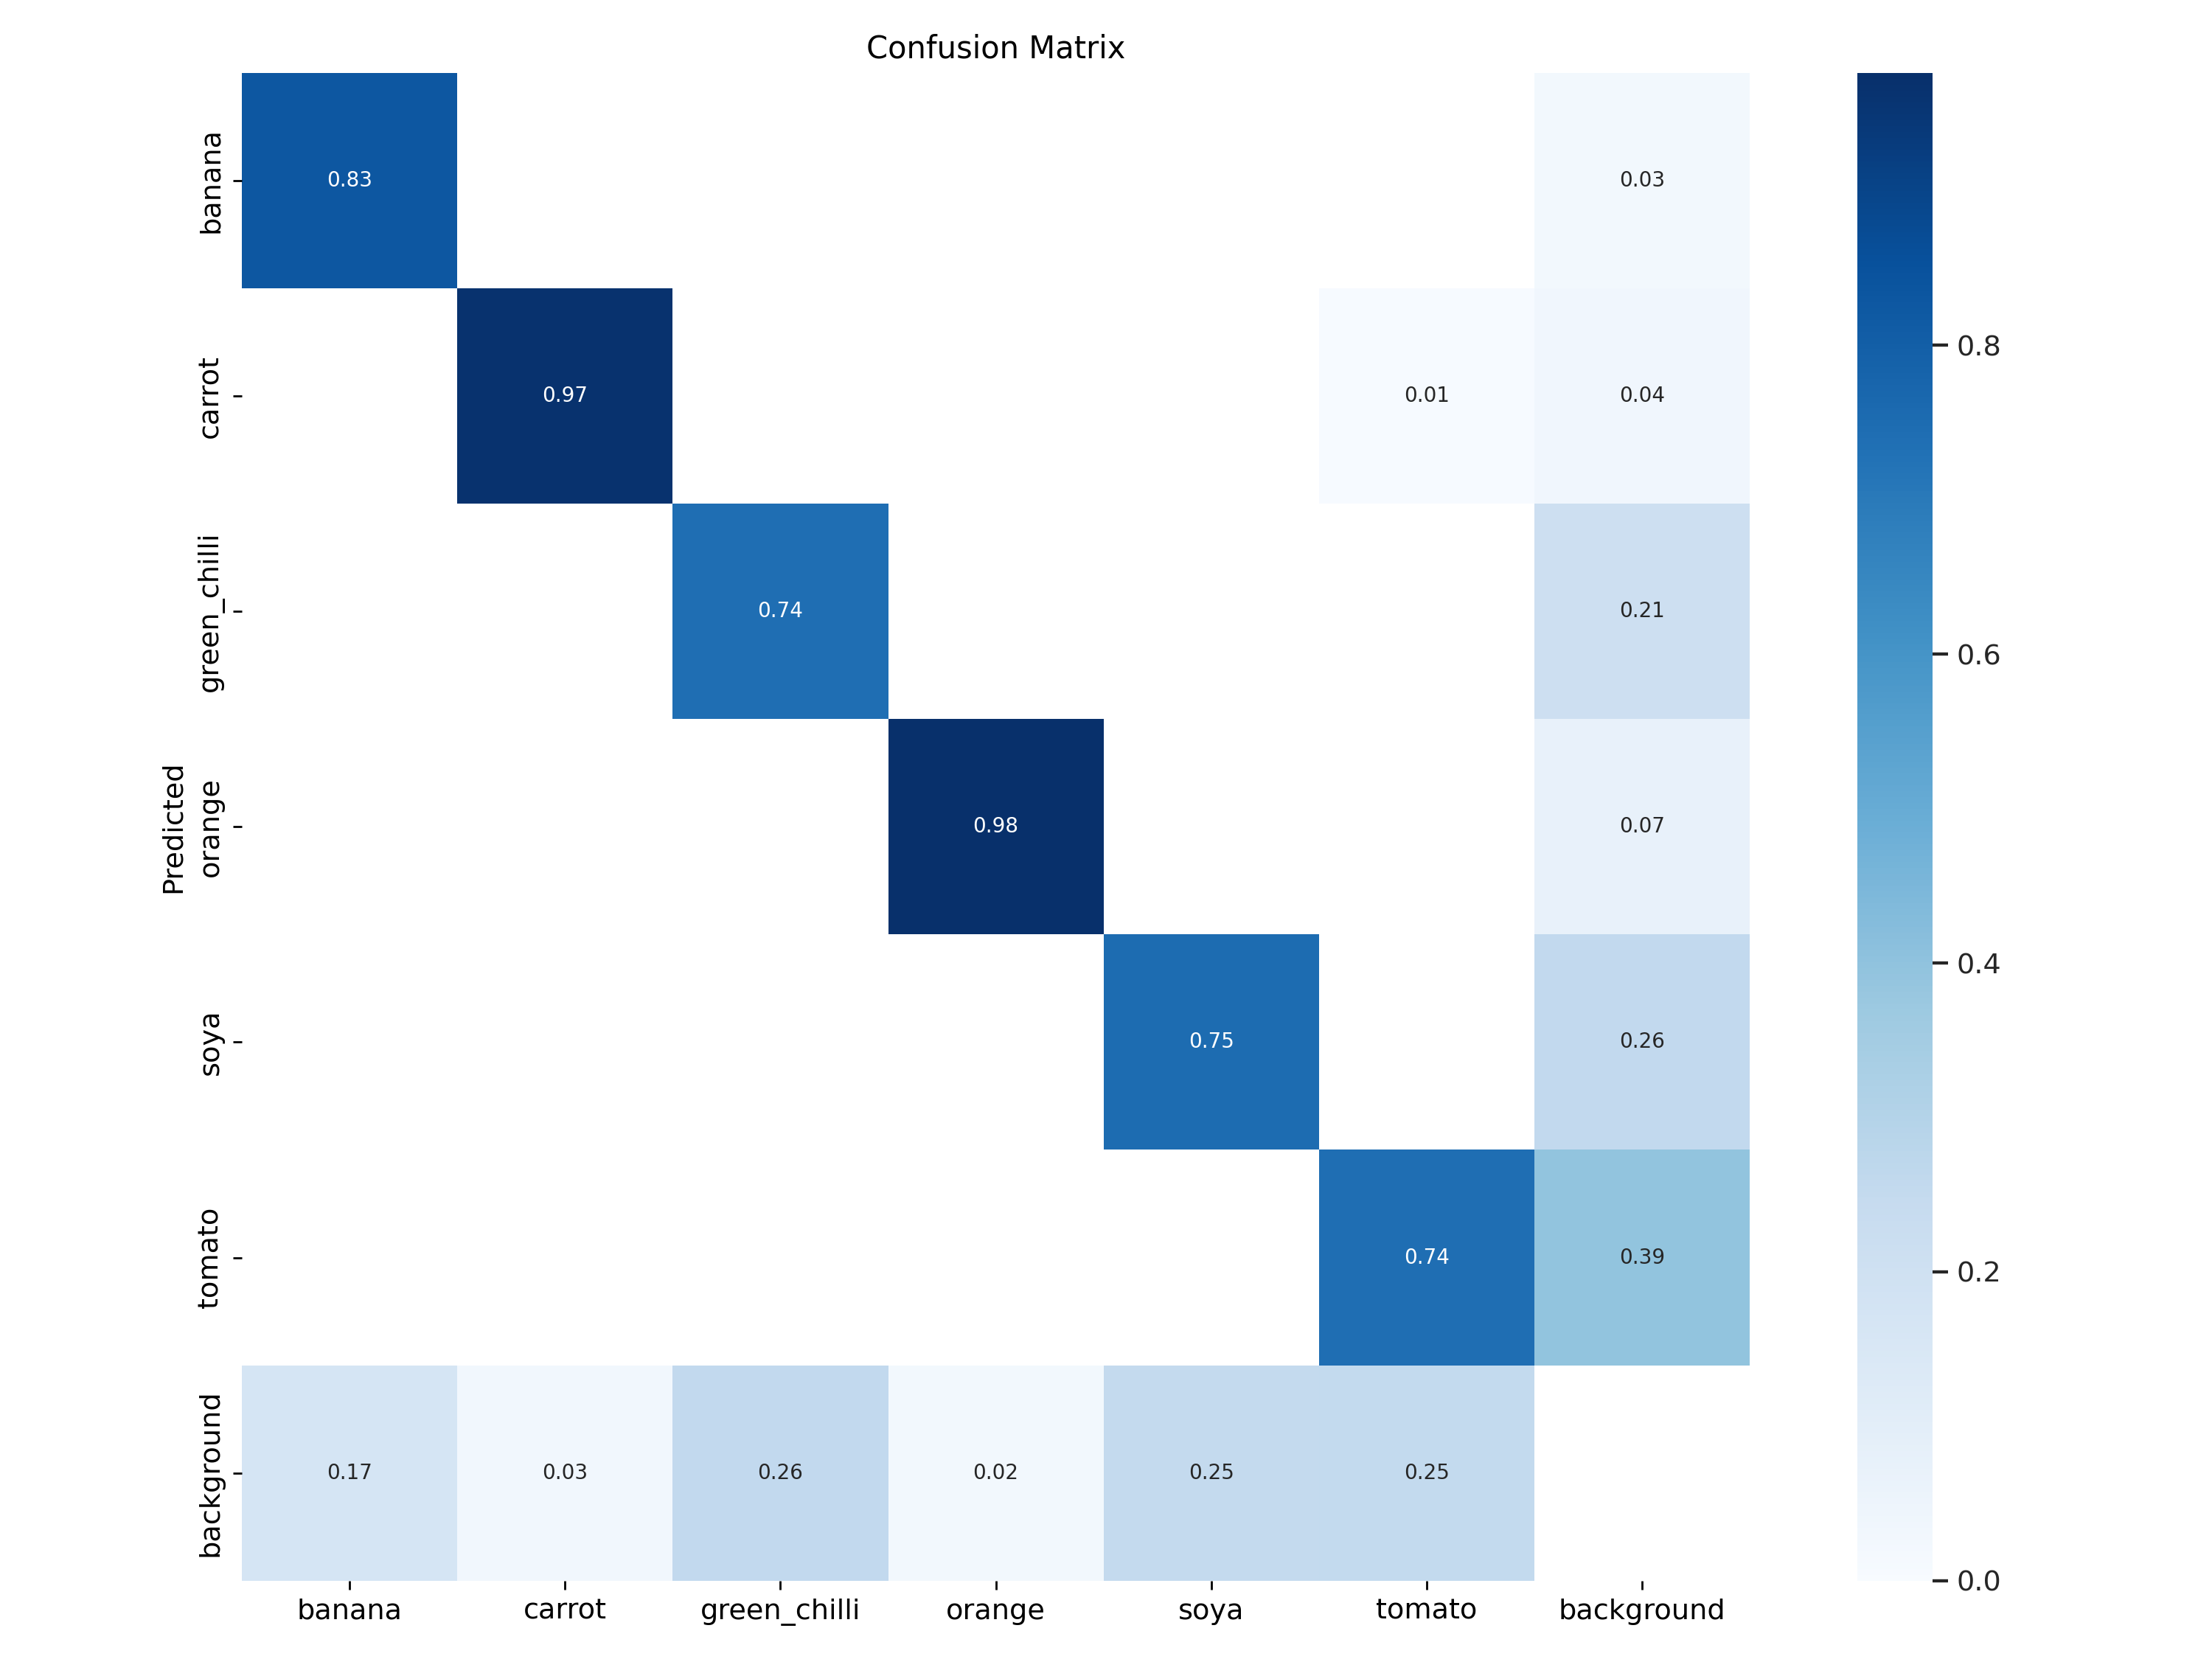 Confusion Matrix
banana
0.83
0.03
carrot
0.97
0.01
0.04
0.8
green_chilli
0.74
0.21
0.6
Predicted
orange
0.98
0.07
soya
0.75
0.26
0.4
tomato
0.74
0.39
0.2
background
0.17
0.03
0.26
0.02
0.25
0.25
0.0
banana carrot green_chilli orange soya tomato background